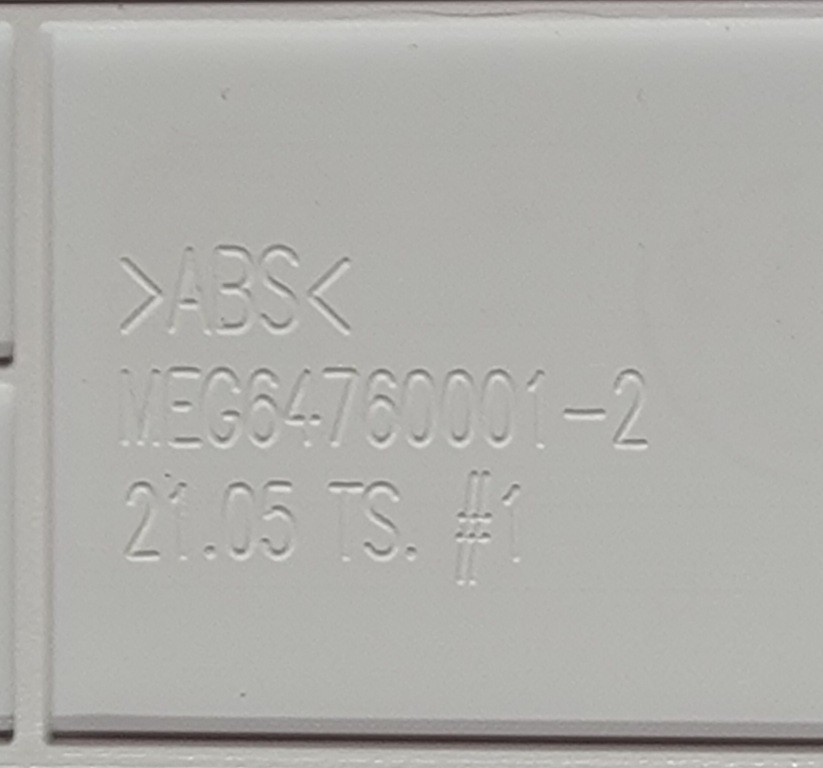 >ABS<
MEG64760001-2
21.05 TS. #1